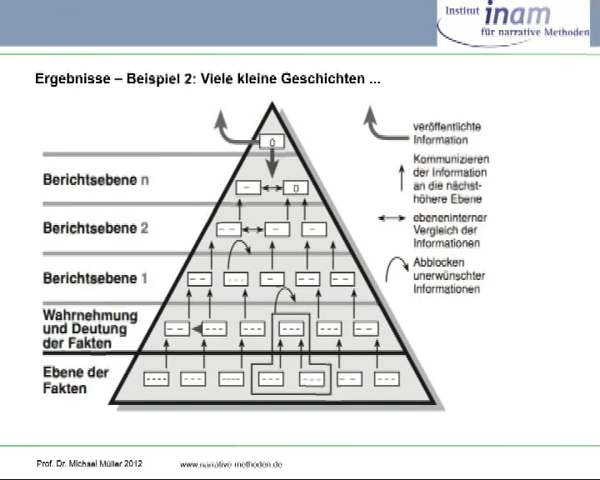 Institut inam
für narrative Methoden
Ergebnisse – Beispiel 2: Viele kleine Geschichten ...
0
veröffentlichte
Information
Berichtsebene n
- 0
Kommunizieren
der Information
an die nächst-
höhere Ebene
Berichtsebene 2
-- - --
ebeneninterner
Vergleich der
Informationen
Berichtsebene 1
-- --- - -- --
Abblocken
unerwünschter
Informationen
Wahrnehmung
und Deutung
der Fakten
-- --- --- --- --- --
Ebene der
Fakten
---- --- ---- --- --- -- ---
Prof. Dr. Michael Müller 2012 www.narrative-methoden.de